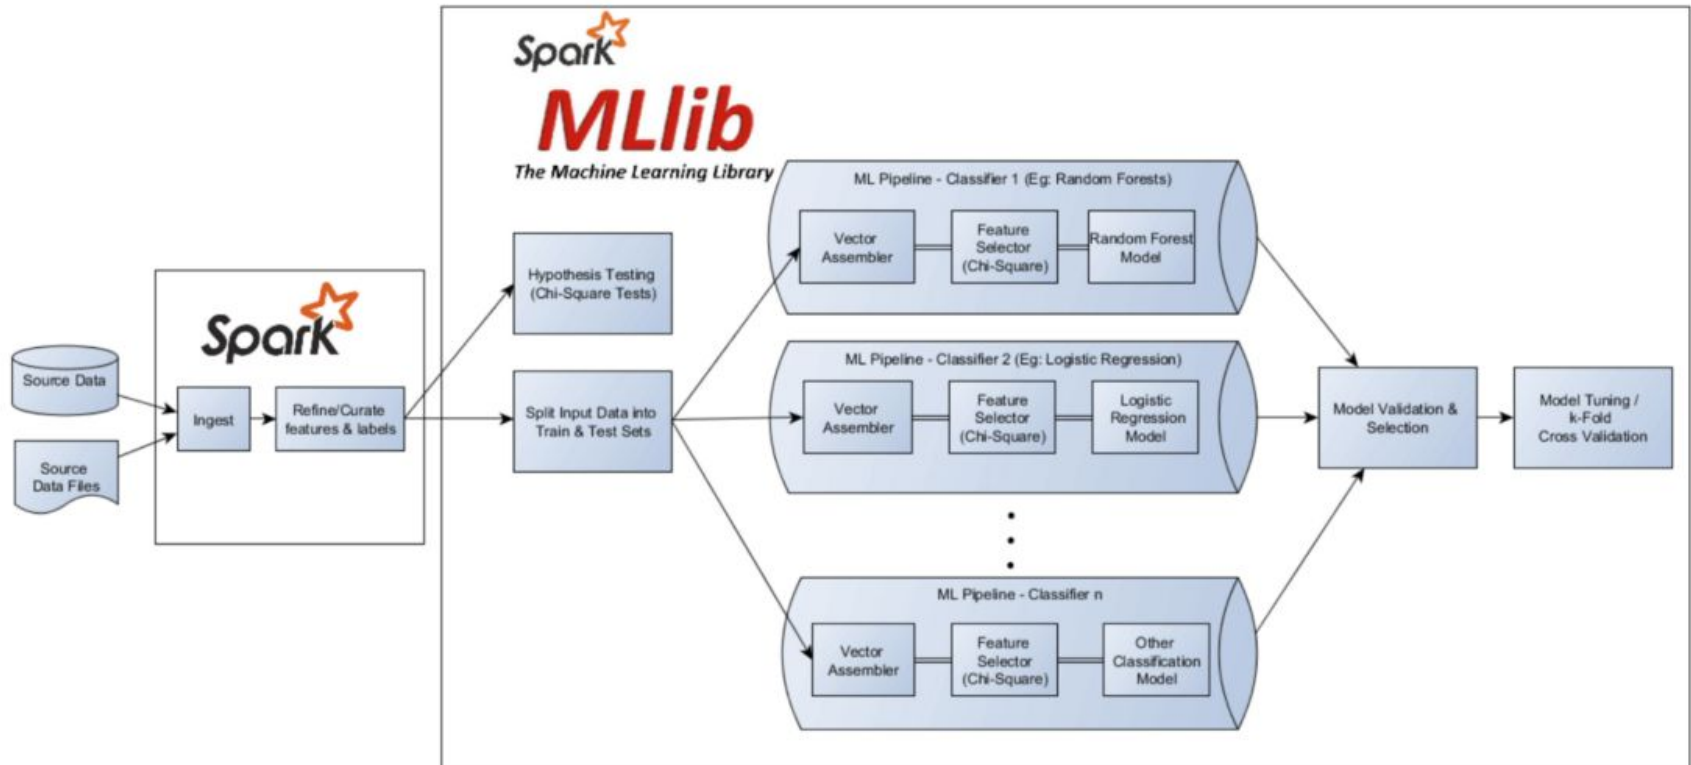 Source Data
Source
Data Files
Spark
Ingest
Refine/Curate
features & labels
Spark
MLlib
The Machine Learning Library
Hypothesis Testing
(Chi-Square Tests)
Split Input Data into
Train & Test Sets
ML Pipeline - Classifier 1 (Eg: Random Forests)
Vector
Assembler
Feature
Selector
(Chi-Square)
Random Forest
Model
ML Pipeline - Classifier 2 (Eg: Logistic Regression)
Vector
Assembler
Feature
Selector
(Chi-Square)
Logistic
Regression
Model
ML Pipeline - Classifier n
Vector
Assembler
Feature
Selector
(Chi-Square)
Other
Classification
Model
Model Validation &
Selection
Model Tuning /
k-Fold
Cross Validation